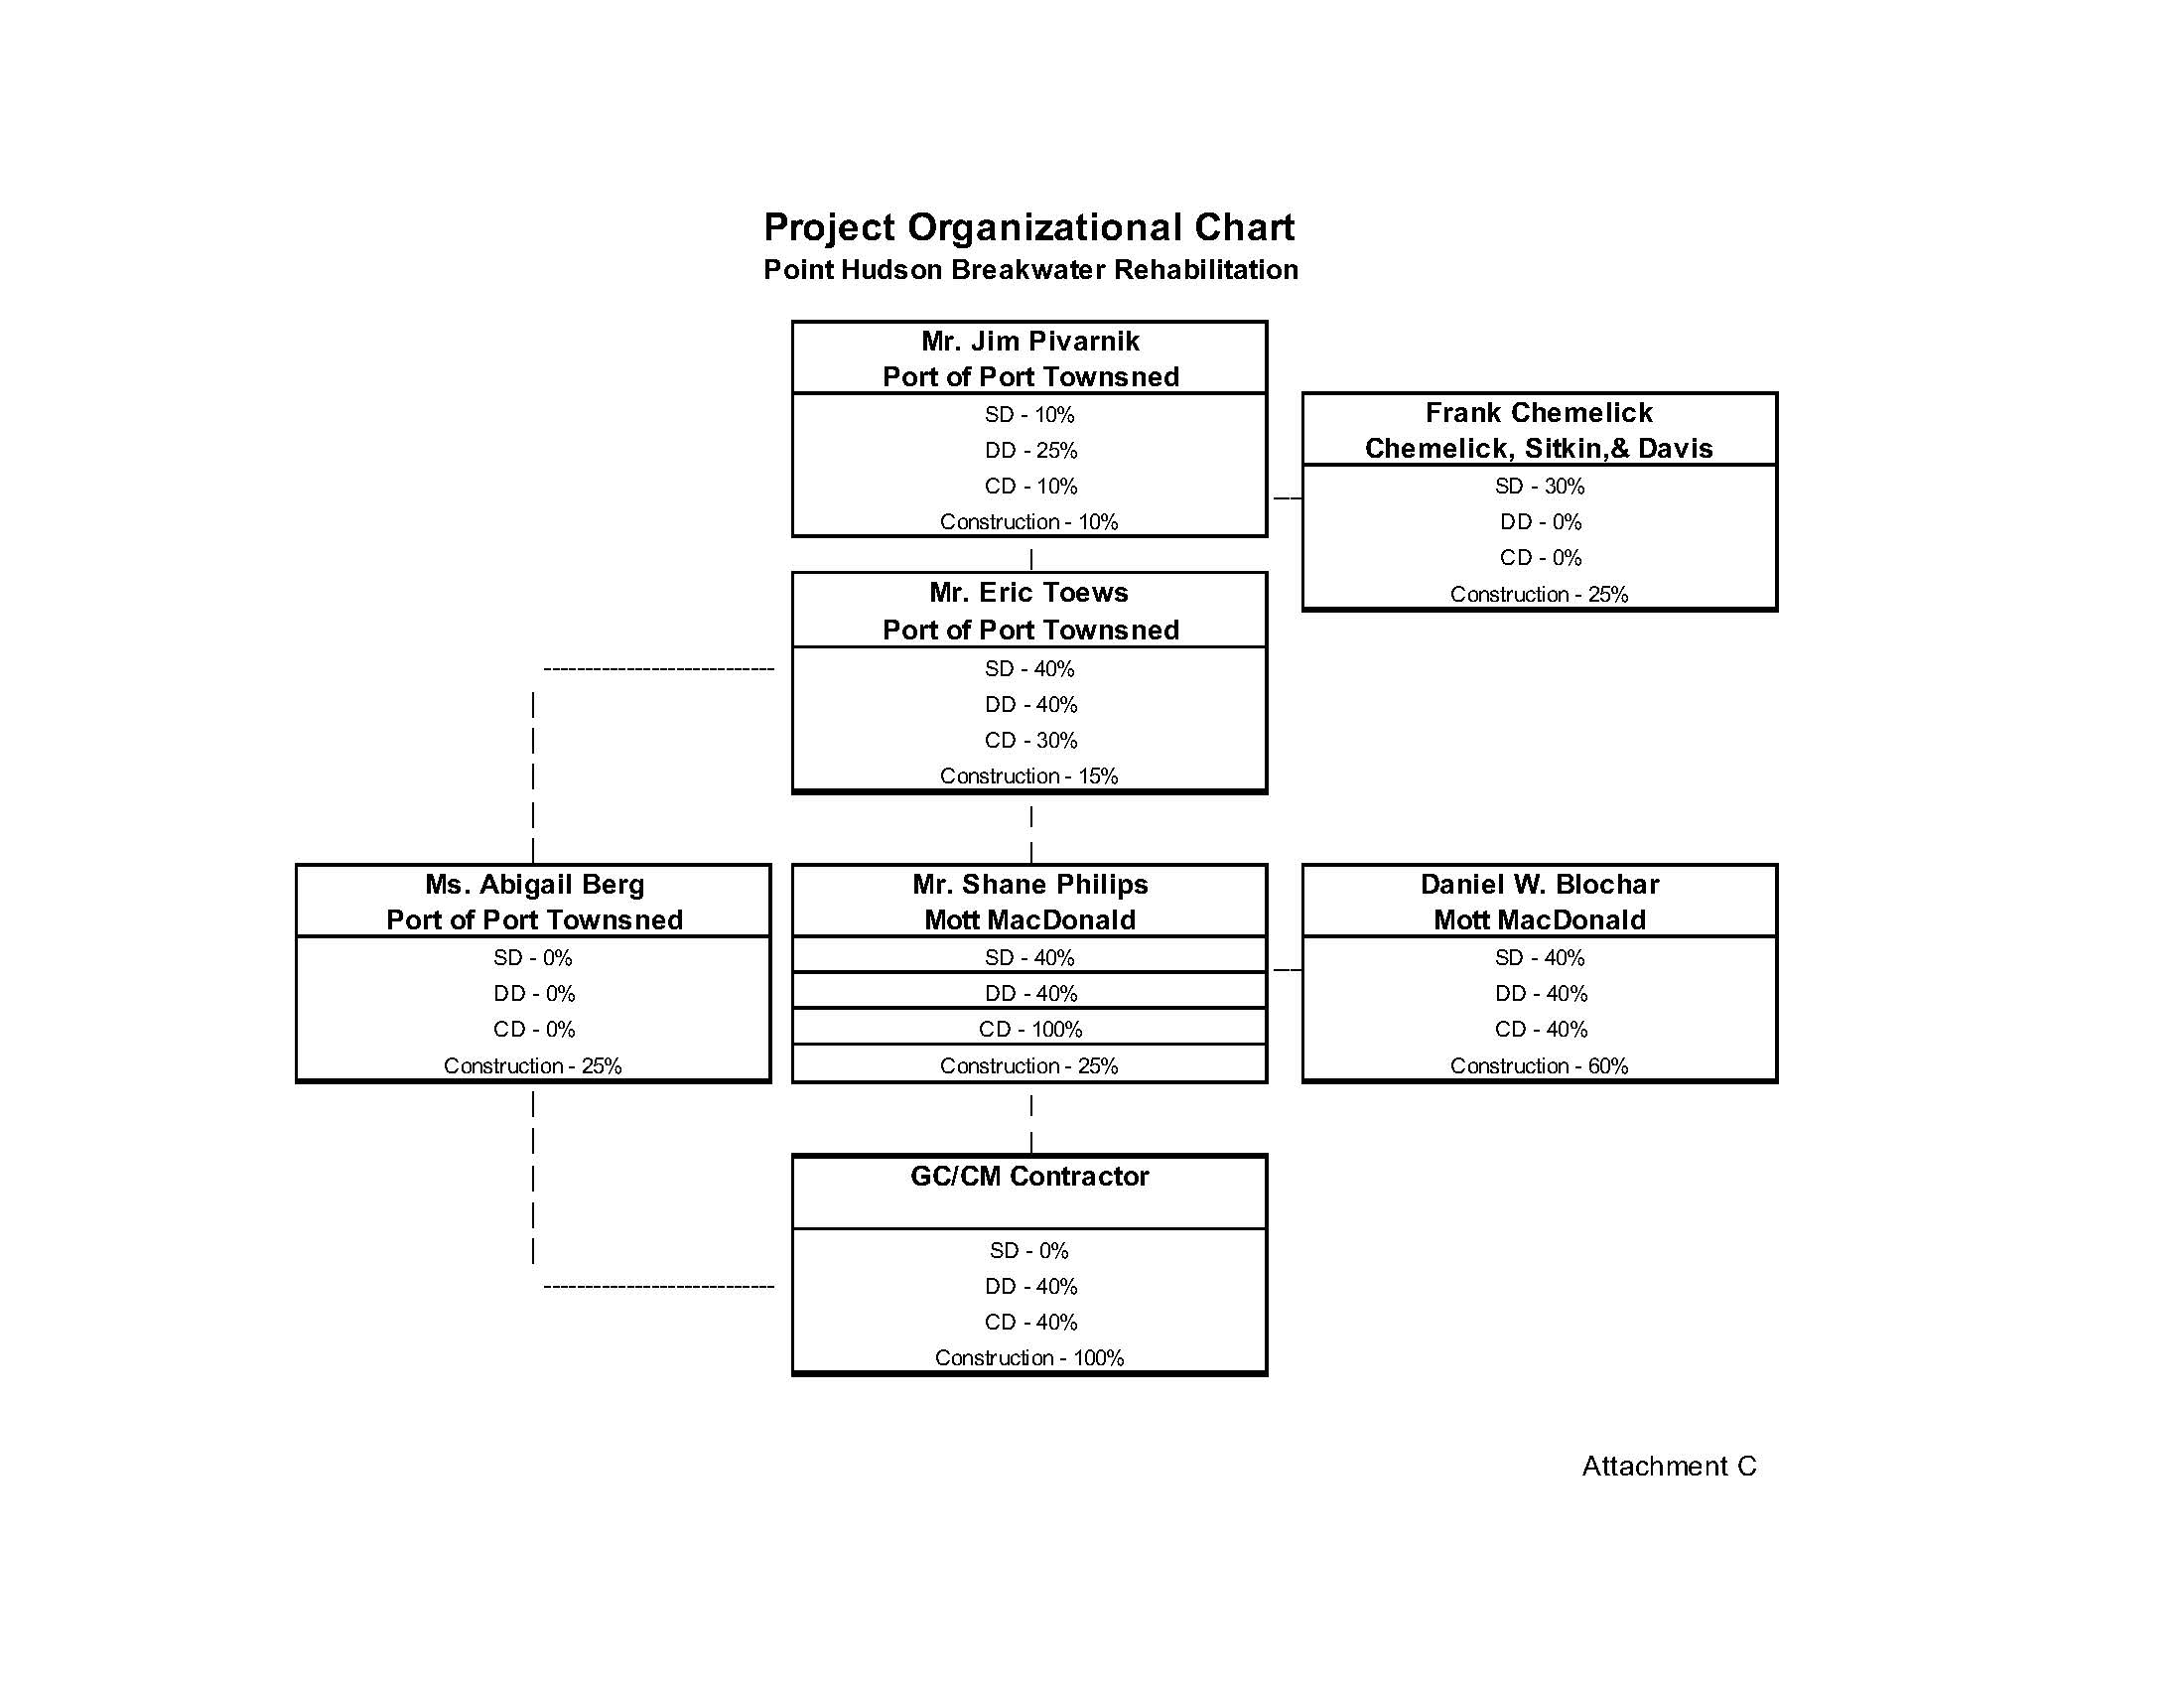 Project Organizational Chart
Point Hudson Breakwater Rehabilitation
Mr. Jim Pivarnik
Port of Port Townsned
SD - 10%
DD - 25%
CD - 10%
Construction - 10%
Frank Chemelick
Chemelick, Sitkin,& Davis
SD - 30%
DD - 0%
CD - 0%
Construction - 25%
Mr. Eric Toews
Port of Port Townsned
SD - 40%
DD - 40%
CD - 30%
Construction - 15%
Ms. Abigail Berg
Port of Port Townsned
SD - 0%
DD - 0%
CD - 0%
Construction - 25%
Mr. Shane Philips
Mott MacDonald
SD - 40%
DD - 40%
CD - 100%
Construction - 25%
Daniel W. Blochar
Mott MacDonald
SD - 40%
DD - 40%
CD - 40%
Construction - 60%
GC/CM Contractor
SD - 0%
DD - 40%
CD - 40%
Construction - 100%
Attachment C